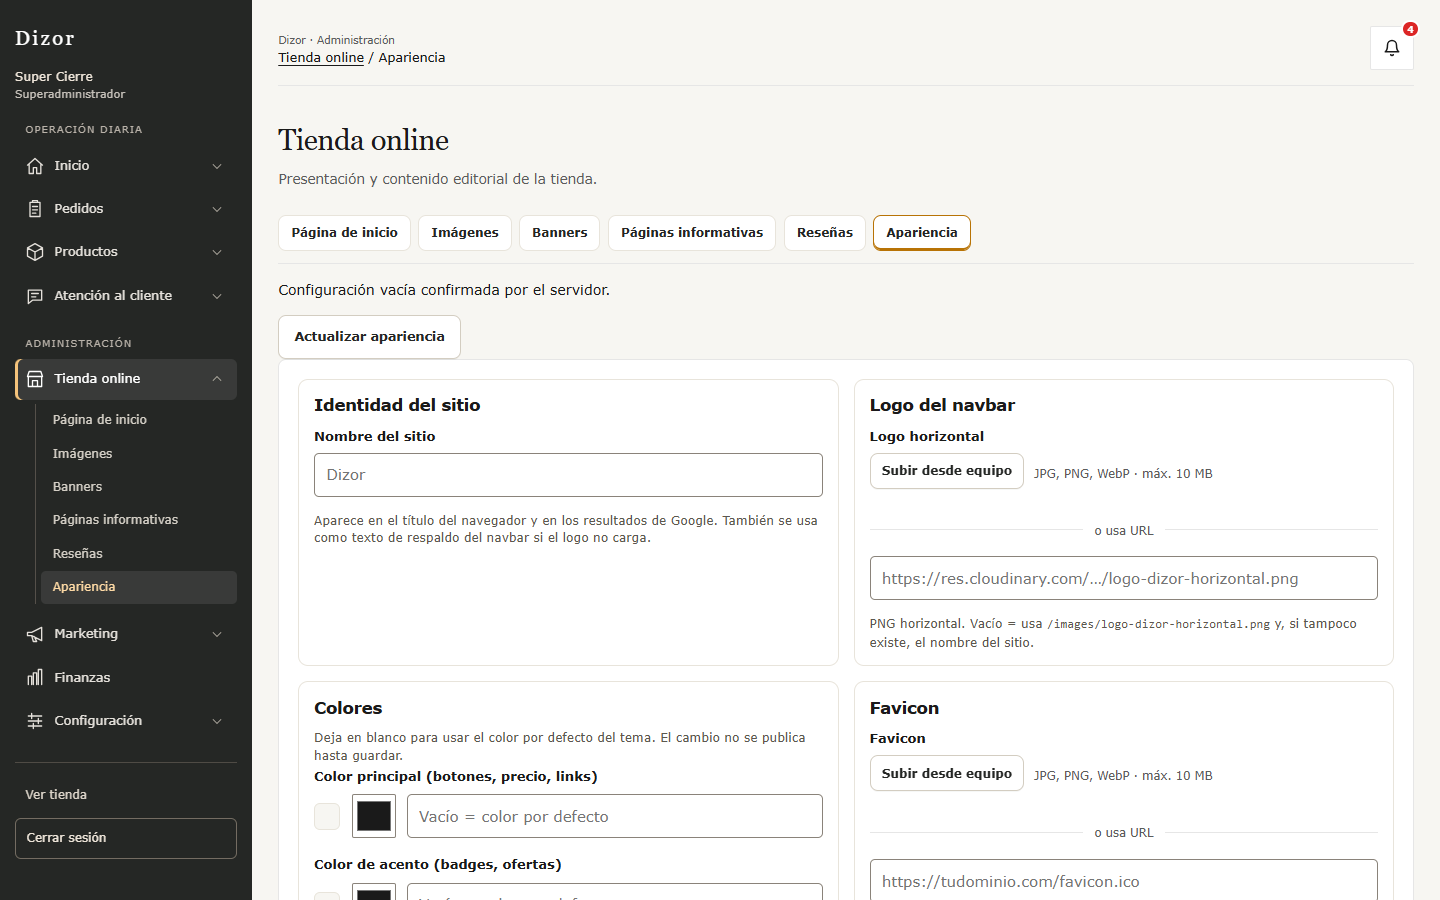 Dizor
Super Cierre
Superadministrador
OPERACIÓN DIARIA
Inicio
Pedidos
Productos
Atención al cliente
ADMINISTRACIÓN
Tienda online
Página de inicio
Imágenes
Banners
Páginas informativas
Reseñas
Apariencia
Marketing
Finanzas
Configuración
Ver tienda
Cerrar sesión
Dizor · Administración
Tienda online / Apariencia
4
Tienda online
Presentación y contenido editorial de la tienda.
Página de inicio
Imágenes
Banners
Páginas informativas
Reseñas
Apariencia
Configuración vacía confirmada por el servidor.
Actualizar apariencia
Identidad del sitio
Nombre del sitio
Dizor
Aparece en el título del navegador y en los resultados de Google. También se usa
como texto de respaldo del navbar si el logo no carga.
Logo del navbar
Logo horizontal
Subir desde equipo
JPG, PNG, WebP · máx. 10 MB
o usa URL
https://res.cloudinary.com/.../logo-dizor-horizontal.png
PNG horizontal. Vacío = usa /images/logo-dizor-horizontal.png y, si tampoco
existe, el nombre del sitio.
Colores
Deja en blanco para usar el color por defecto del tema. El cambio no se publica
hasta guardar.
Color principal (botones, precio, links)
Vacío = color por defecto
Color de acento (badges, ofertas)
Favicon
Favicon
Subir desde equipo
JPG, PNG, WebP · máx. 10 MB
o usa URL
https://tudominio.com/favicon.ico